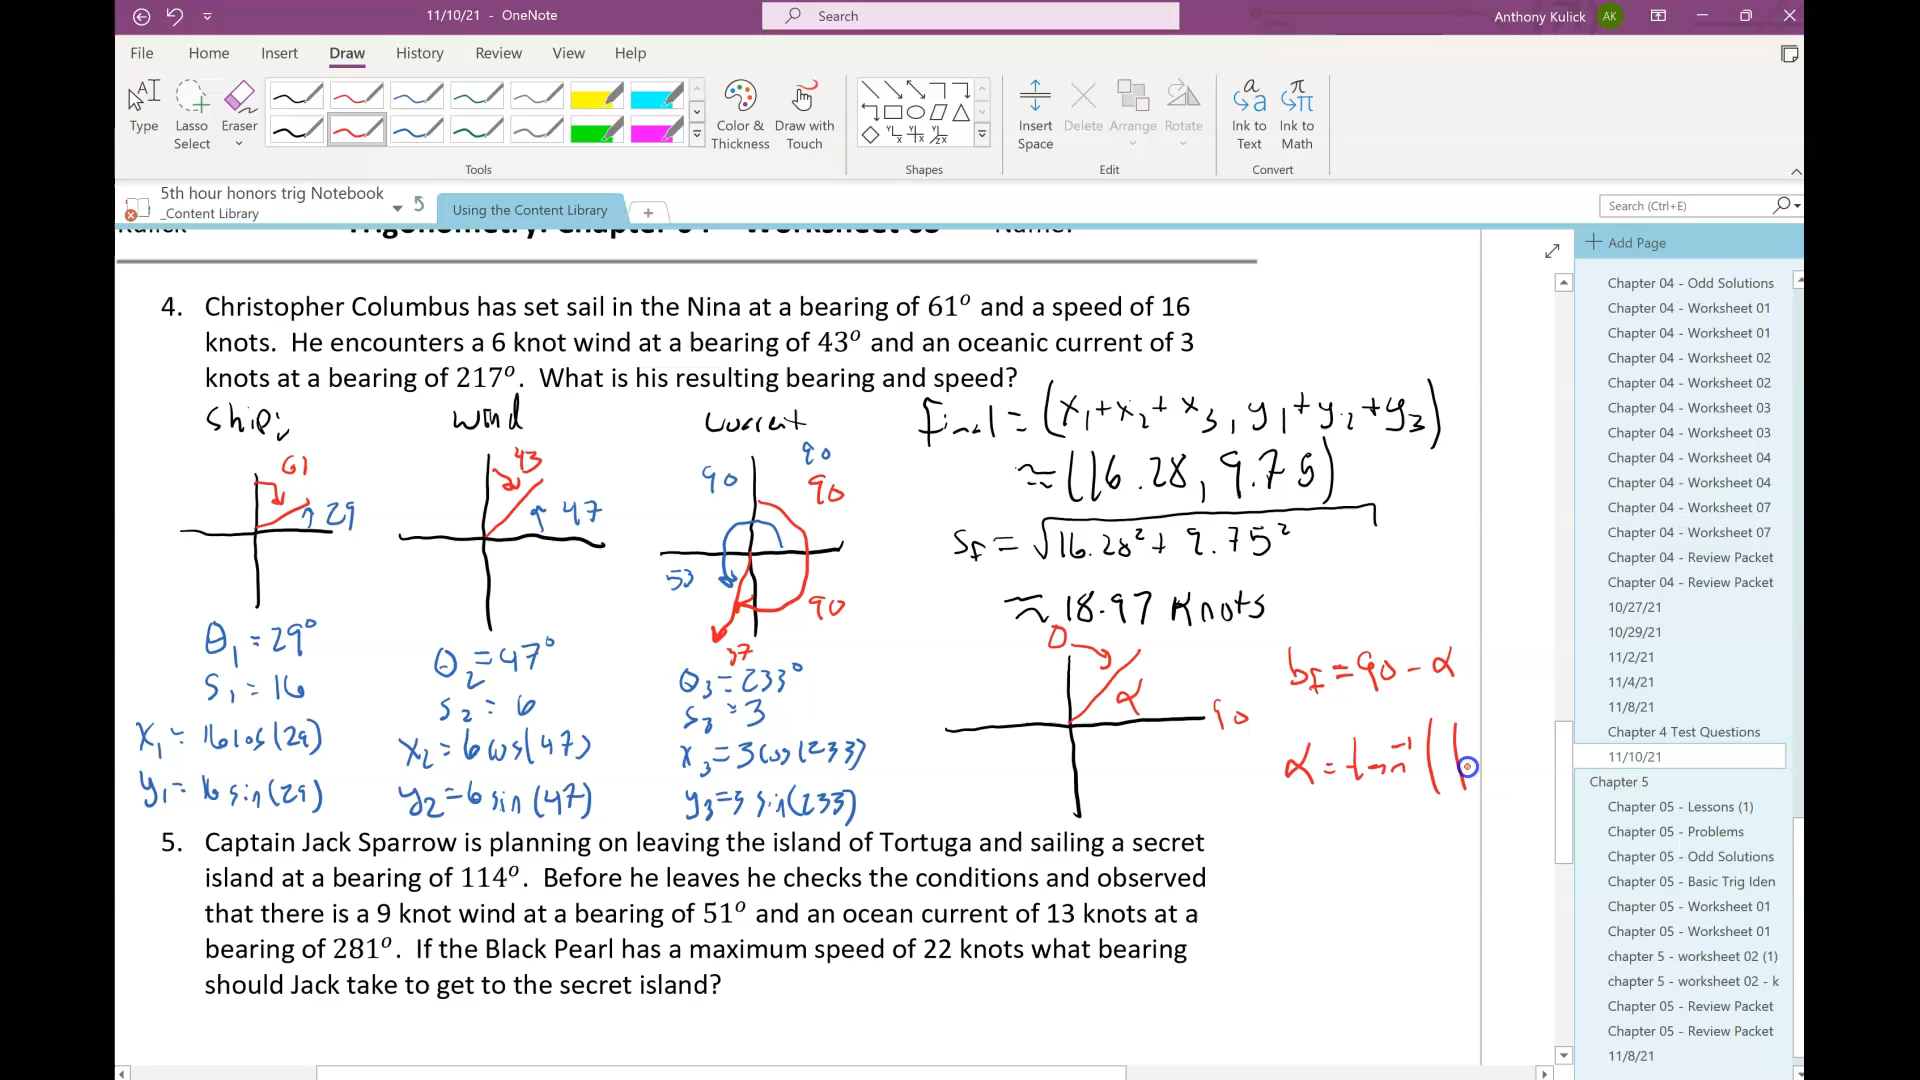 11/10/21 - OneNote
Search
Anthony Kulick
AK
File Home Insert Draw History Review View Help
Type
Lasso Select
Eraser
Color & Thickness
Draw with Touch
Insert Space
Delete
Arrange
Rotate
Ink to Text
Ink to Math
Tools
Shapes
Edit
Convert
5th hour honors trig Notebook
_Content Library
Using the Content Library
Search (Ctrl+E)
4. Christopher Columbus has set sail in the Nina at a bearing of 61° and a speed of 16
knots. He encounters a 6 knot wind at a bearing of 43° and an oceanic current of 3
knots at a bearing of 217°. What is his resulting bearing and speed?
Ship:
61
29
θ₁ = 29°
S₁ = 16
x₁ = 16cos(29)
y₁ = 16 sin(29)
wind
43
47
θ₂ = 47°
S₂ = 6
x₂ = 6 cos(47)
y₂ = 6 sin(47)
current
90
90
90
53
90
37
θ₃ = 233°
S₃ = 3
x₃ = 3cos(233)
y₃ = 3 sin(233)
Final = (x₁+x₂+x₃, y₁+y₂+y₃)
≈ (16.28, 9.75)
S_f = √16.28² + 9.75²
≈ 18.97 Knots
0
α
90
b_f = 90 - α
α = tan⁻¹(
5. Captain Jack Sparrow is planning on leaving the island of Tortuga and sailing a secret
island at a bearing of 114°. Before he leaves he checks the conditions and observed
that there is a 9 knot wind at a bearing of 51° and an ocean current of 13 knots at a
bearing of 281°. If the Black Pearl has a maximum speed of 22 knots what bearing
should Jack take to get to the secret island?
Add Page
Chapter 04 - Odd Solutions
Chapter 04 - Worksheet 01
Chapter 04 - Worksheet 01
Chapter 04 - Worksheet 02
Chapter 04 - Worksheet 02
Chapter 04 - Worksheet 03
Chapter 04 - Worksheet 03
Chapter 04 - Worksheet 04
Chapter 04 - Worksheet 04
Chapter 04 - Worksheet 07
Chapter 04 - Worksheet 07
Chapter 04 - Review Packet
Chapter 04 - Review Packet
10/27/21
10/29/21
11/2/21
11/4/21
11/8/21
Chapter 4 Test Questions
11/10/21
Chapter 5
Chapter 05 - Lessons (1)
Chapter 05 - Problems
Chapter 05 - Odd Solutions
Chapter 05 - Basic Trig Iden
Chapter 05 - Worksheet 01
Chapter 05 - Worksheet 01
chapter 5 - worksheet 02 (1)
chapter 5 - worksheet 02 - k
Chapter 05 - Review Packet
Chapter 05 - Review Packet
11/8/21